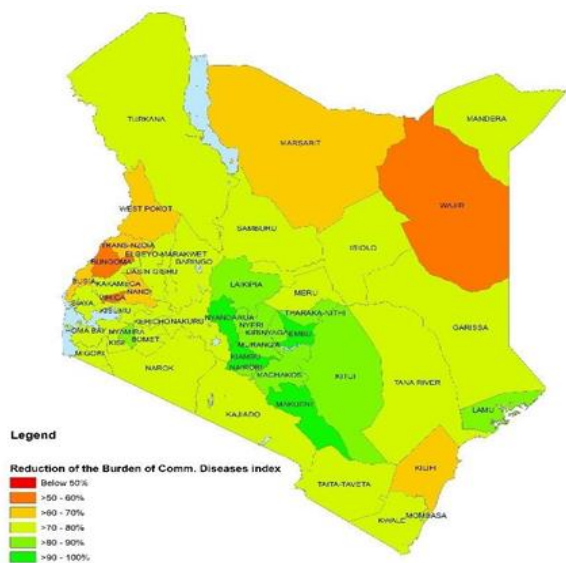 TURKANA
MANDERA
MARSABIT
WAJIR
WEST POKOT
SAMBURU
ISIOLO
TRANS-NZOIA
ELGEYO-MARAKWET
BUNGOMA
BARINGO
UASIN GISHU
BUSIA
KAKAMEGA
LAIKIPIA
MERU
NANDI
VIHIGA
SIAYA
KISUMU
NYANDARUA
THARAKA-NITHI
GARISSA
KERICHO
NAKURU
NYERI
KIRINYAGA
EMBU
HOMA BAY
NYAMIRA
MURANGA
KISII
BOMET
KIAMBU
NAIROBI
MIGORI
NAROK
MACHAKOS
KITUI
TANA RIVER
LAMU
MAKUENI
KAJIADO
KILIFI
TAITA-TAVETA
KWALE
MOMBASA
Legend
Reduction of the Burden of Comm. Diseases index
Below 50%
>50 - 60%
>60 - 70%
>70 - 80%
>80 - 90%
>90 - 100%